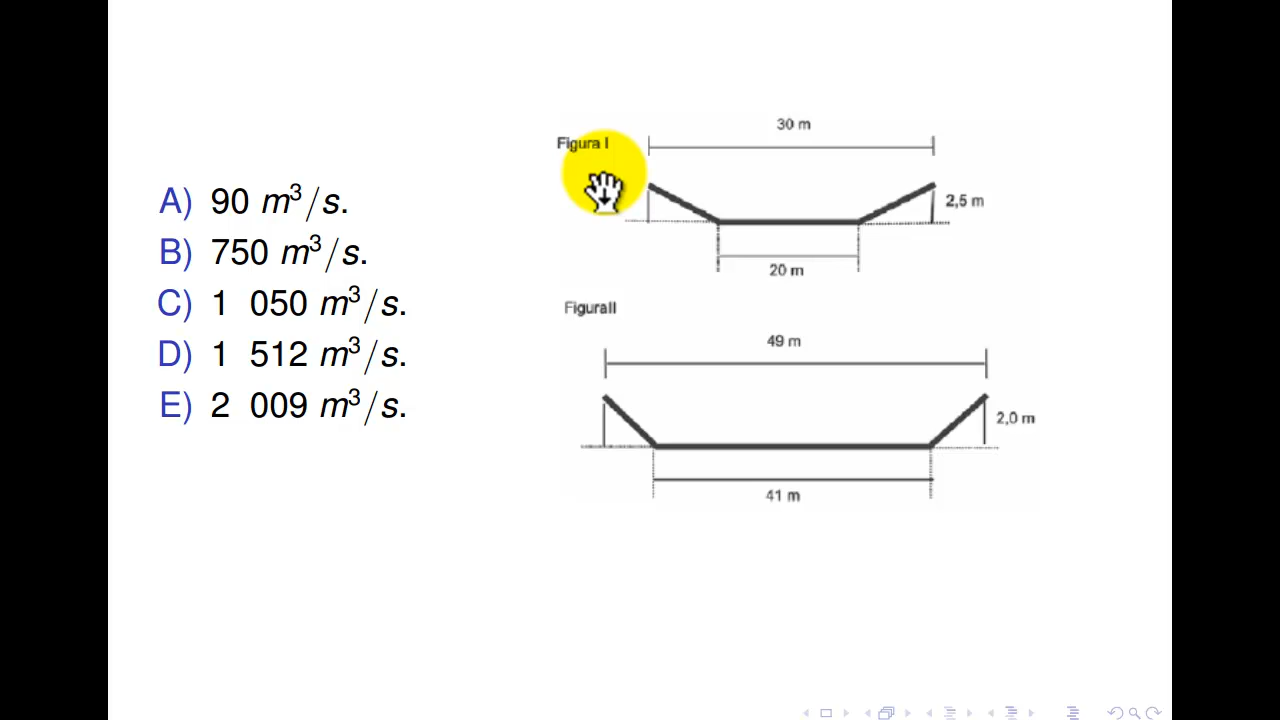 A) 90 m³/s.
B) 750 m³/s.
C) 1 050 m³/s.
D) 1 512 m³/s.
E) 2 009 m³/s.
30 m
Figura I
2,5 m
20 m
FiguraII
49 m
2,0 m
41 m